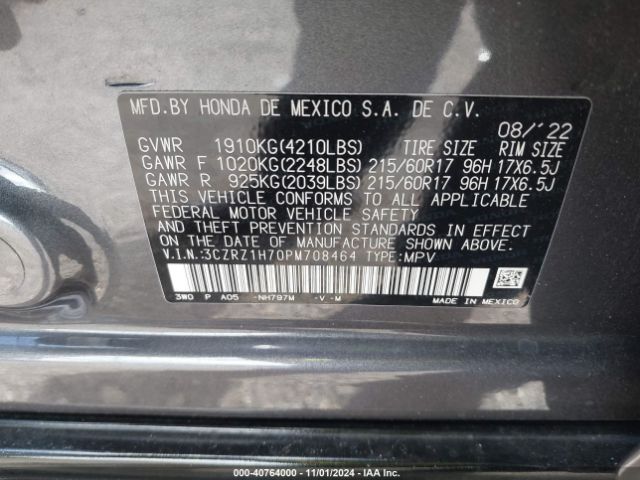 MFD.BY HONDA DE MEXICO S.A. DE C.V.
08/'22
GVWR 1910KG(4210LBS) TIRE SIZE RIM SIZE
GAWR F 1020KG(2248LBS) 215/60R17 96H 17X6.5J
GAWR R 925KG(2039LBS) 215/60R17 96H 17X6.5J
THIS VEHICLE CONFORMS TO ALL APPLICABLE
FEDERAL MOTOR VEHICLE SAFETY
AND THEFT PREVENTION STANDARDS IN EFFECT
ON THE DATE OF MANUFACTURE SHOWN ABOVE.
V.I.N.:3CZRZ1H70PM708464 TYPE:MPV
3W0 P A05 -NH797M -V -M MADE IN MEXICO
000-40764000 - 11/01/2024 - IAAI.COM